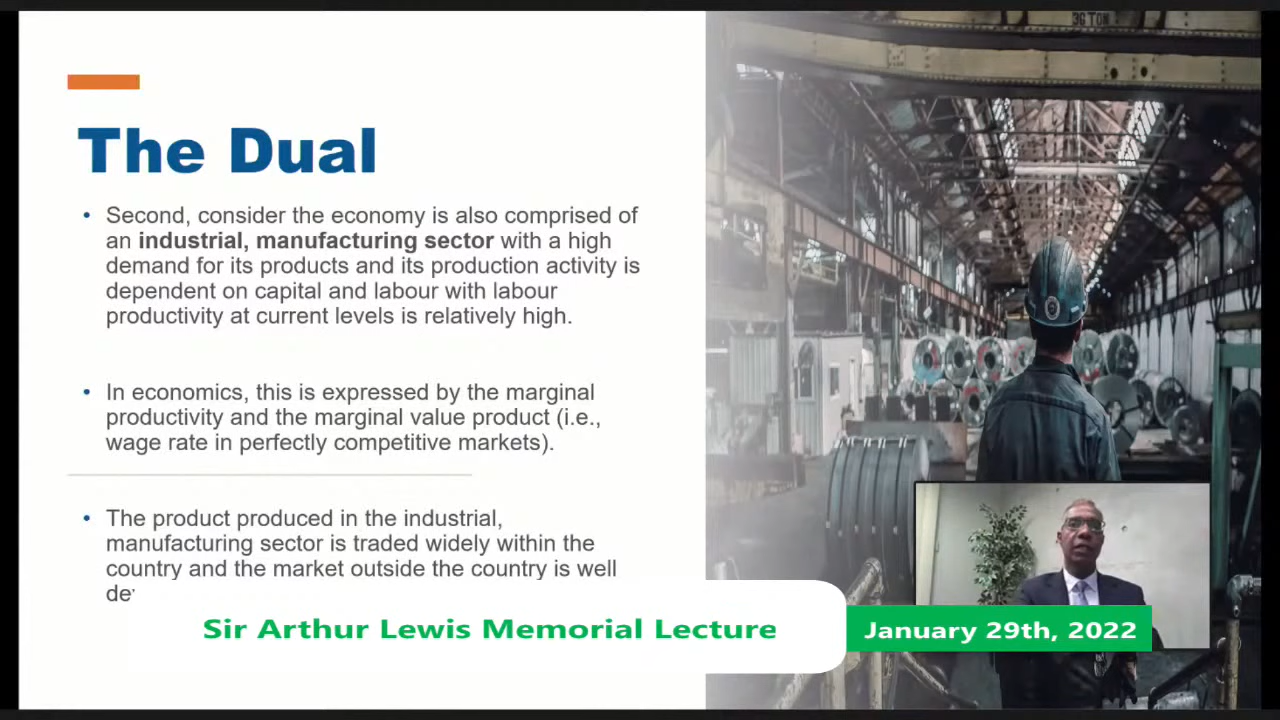 3G TON
The Dual
• Second, consider the economy is also comprised of
an industrial, manufacturing sector with a high
demand for its products and its production activity is
dependent on capital and labour with labour
productivity at current levels is relatively high.
• In economics, this is expressed by the marginal
productivity and the marginal value product (i.e.,
wage rate in perfectly competitive markets).
• The product produced in the industrial,
manufacturing sector is traded widely within the
country and the market outside the country is well
Sir Arthur Lewis Memorial Lecture
January 29th, 2022